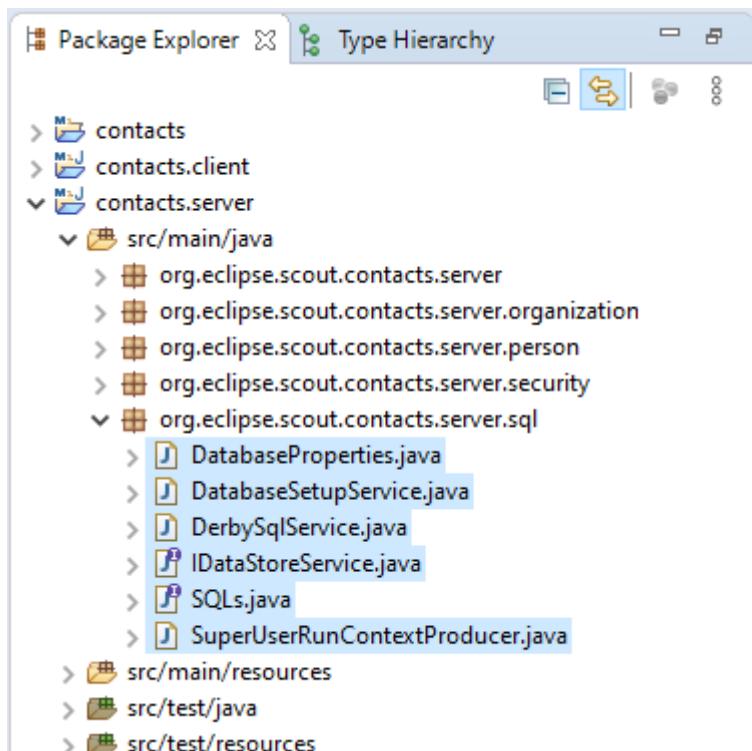 Package Explorer Type Hierarchy
contacts
contacts.client
contacts.server
src/main/java
org.eclipse.scout.contacts.server
org.eclipse.scout.contacts.server.organization
org.eclipse.scout.contacts.server.person
org.eclipse.scout.contacts.server.security
org.eclipse.scout.contacts.server.sql
DatabaseProperties.java
DatabaseSetupService.java
DerbySqlService.java
IDataStoreService.java
SQLs.java
SuperUserRunContextProducer.java
src/main/resources
src/test/java
src/test/resources